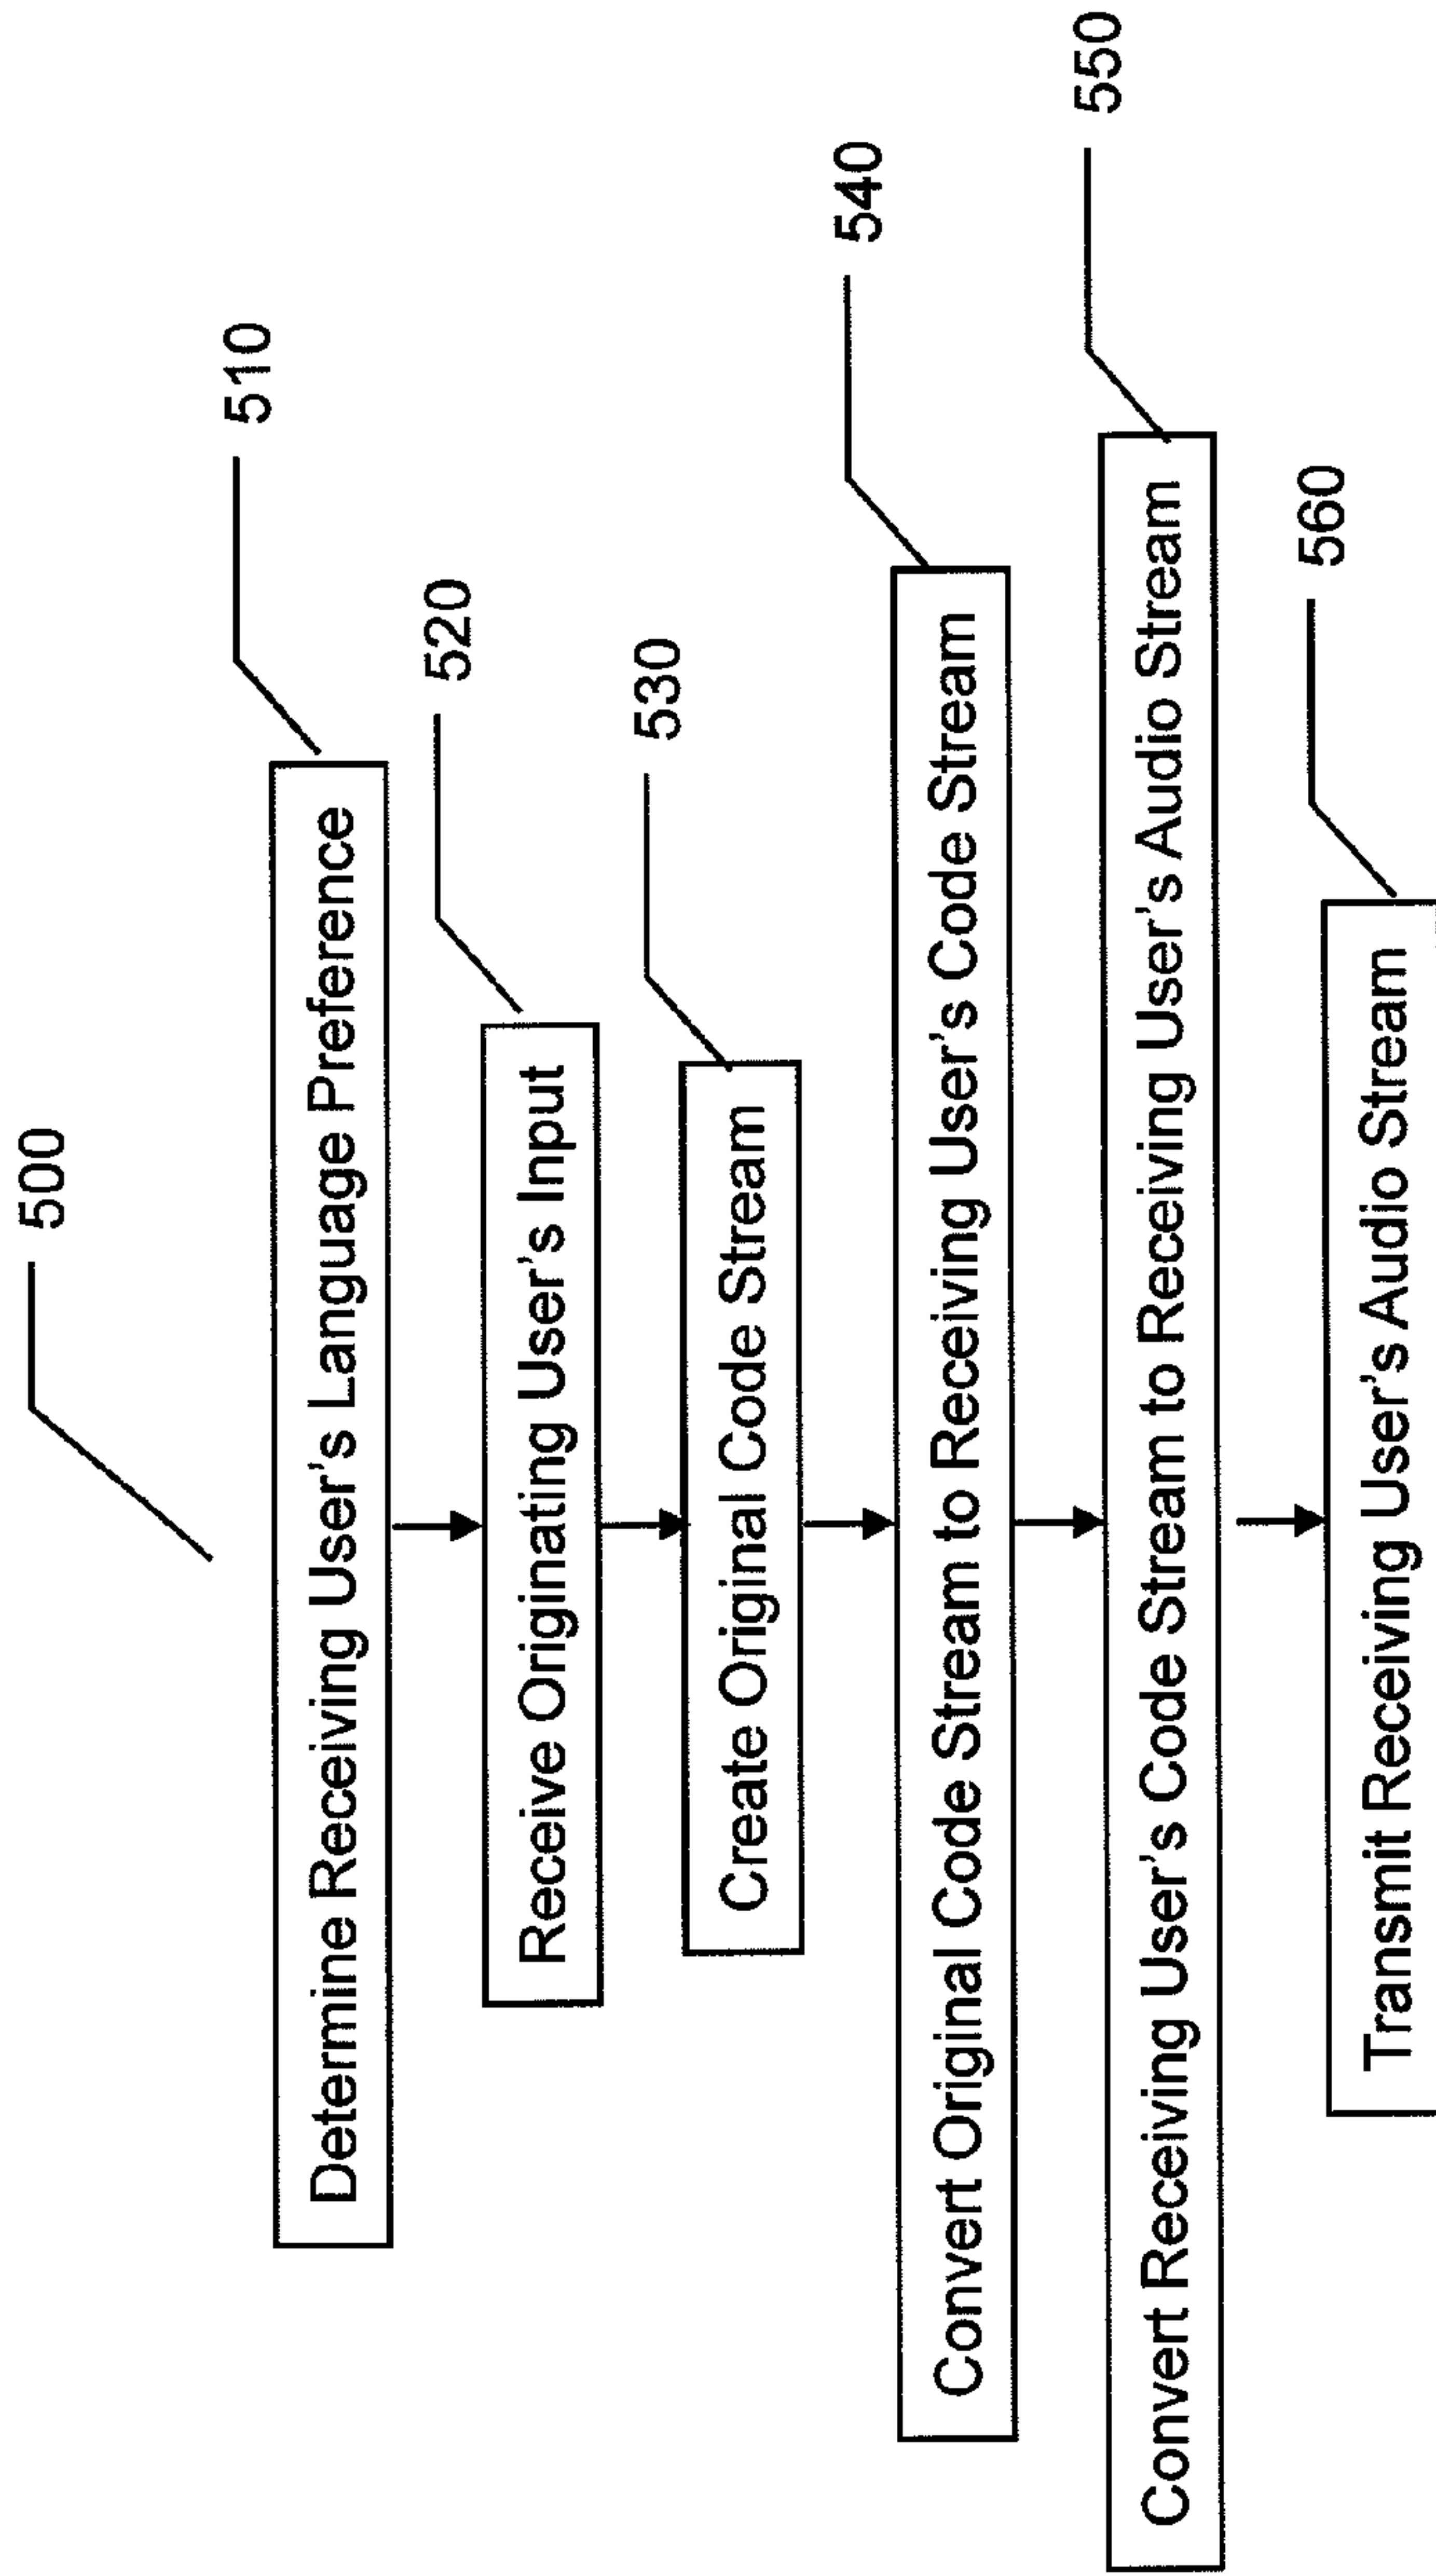 500
510
Determine Receiving User's Language Preference
520
Receive Originating User's Input
530
Create Original Code Stream
540
Convert Original Code Stream to Receiving User's Code Stream
550
Convert Receiving User's Code Stream to Receiving User's Audio Stream
560
Transmit Receiving User's Audio Stream